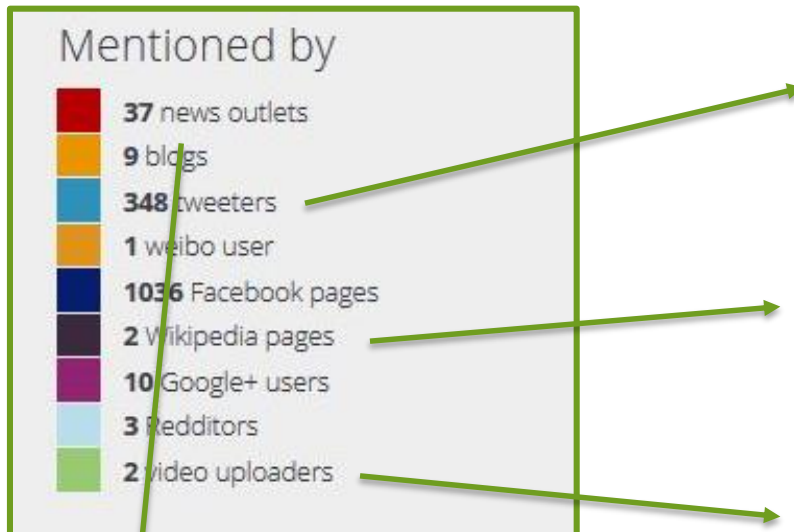 Mentioned by
37 news outlets
9 blogs
348 tweeters
1 weibo user
1036 Facebook pages
2 Wikipedia pages
10 Google+ users
3 Redditors
2 video uploaders